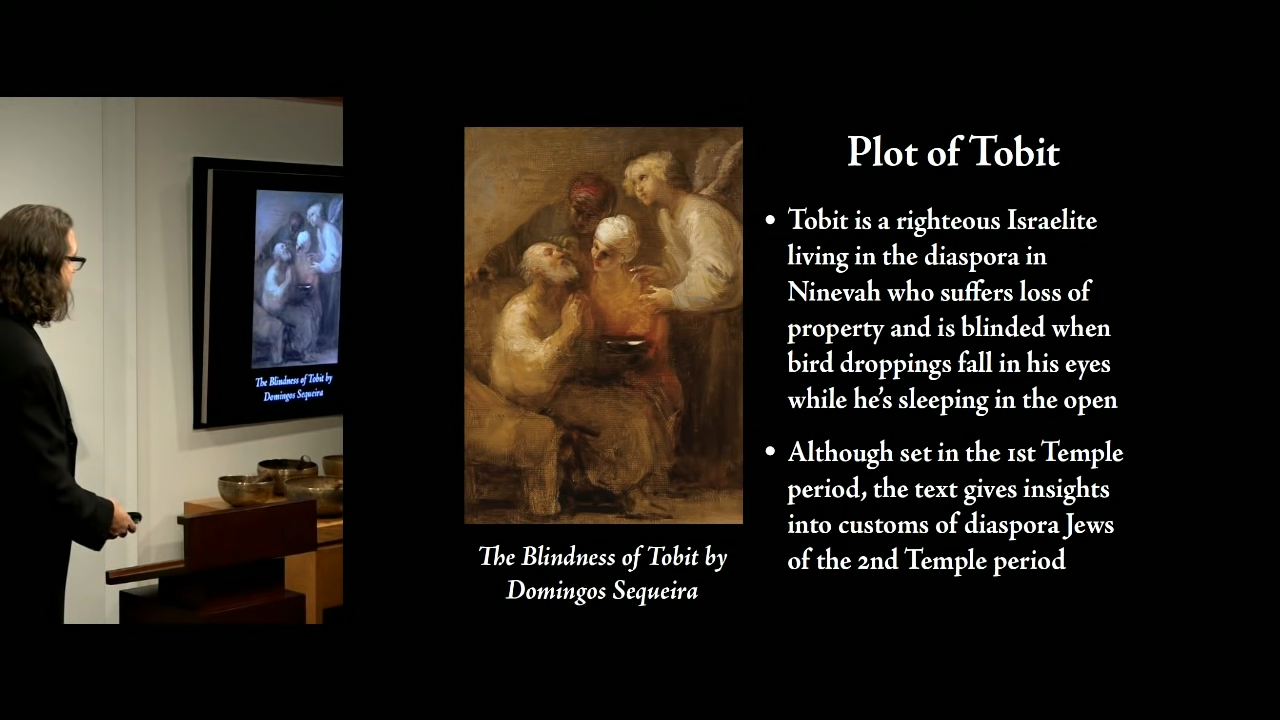 The Blindness of Tobit by
Domingos Sequeira
The Blindness of Tobit by
Domingos Sequeira
Plot of Tobit
• Tobit is a righteous Israelite
living in the diaspora in
Ninevah who suffers loss of
property and is blinded when
bird droppings fall in his eyes
while he's sleeping in the open
• Although set in the 1st Temple
period, the text gives insights
into customs of diaspora Jews
of the 2nd Temple period